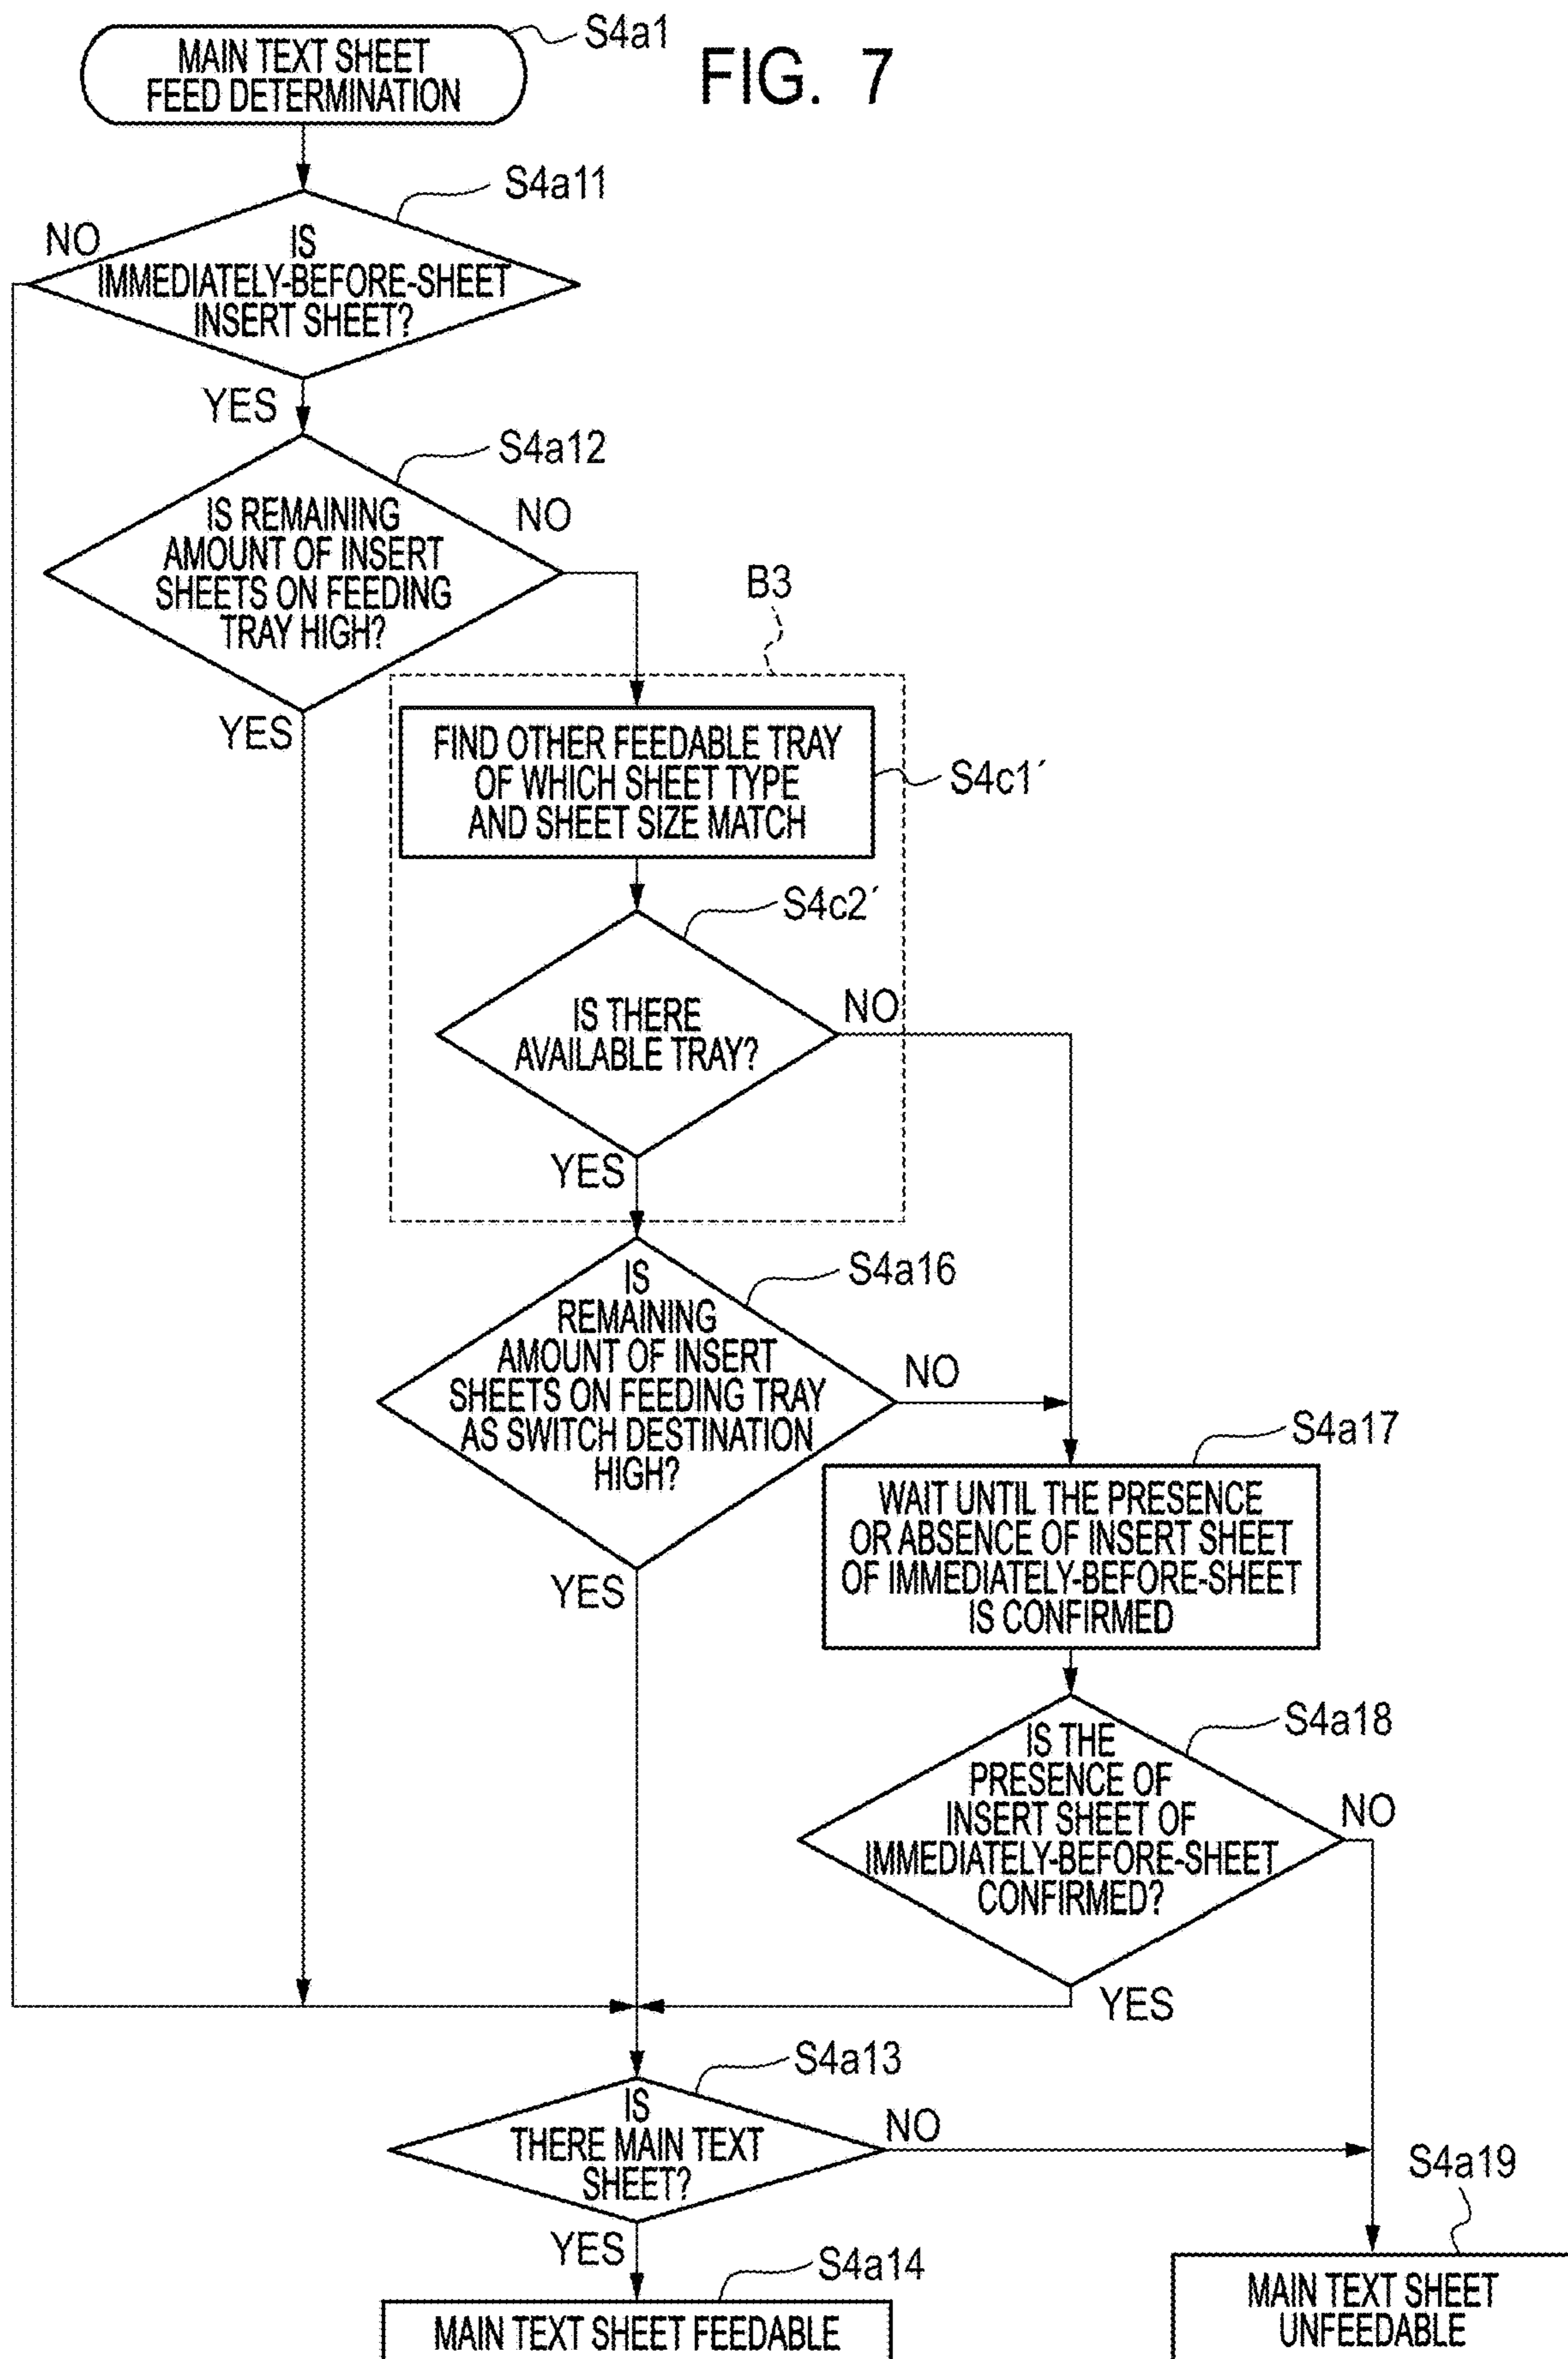 S4a1
FIG. 7
MAIN TEXT SHEET
FEED DETERMINATION
S4a11
NO
IS
IMMEDIATELY-BEFORE-SHEET
INSERT SHEET?
YES
S4a12
IS REMAINING
AMOUNT OF INSERT
SHEETS ON FEEDING
TRAY HIGH?
NO
YES
B3
FIND OTHER FEEDABLE TRAY
OF WHICH SHEET TYPE
AND SHEET SIZE MATCH
S4c1´
S4c2´
IS THERE
AVAILABLE TRAY?
NO
YES
S4a16
IS
REMAINING
AMOUNT OF INSERT
SHEETS ON FEEDING TRAY
AS SWITCH DESTINATION
HIGH?
NO
YES
S4a17
WAIT UNTIL THE PRESENCE
OR ABSENCE OF INSERT SHEET
OF IMMEDIATELY-BEFORE-SHEET
IS CONFIRMED
S4a18
IS THE
PRESENCE OF
INSERT SHEET OF
IMMEDIATELY-BEFORE-SHEET
CONFIRMED?
NO
YES
S4a13
IS
THERE MAIN TEXT
SHEET?
NO
YES
S4a14
MAIN TEXT SHEET FEEDABLE
S4a19
MAIN TEXT SHEET
UNFEEDABLE